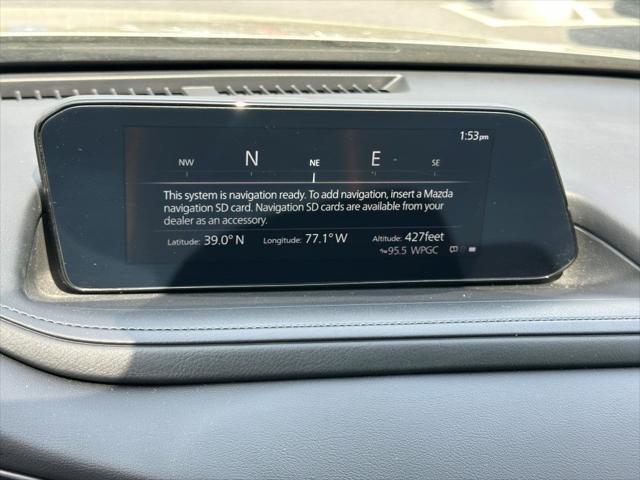 1:53pm
NW N NE E SE
This system is navigation ready. To add navigation, insert a Mazda
navigation SD card. Navigation SD cards are available from your
dealer as an accessory.
Latitude: 39.0° N Longitude: 77.1° W Altitude: 427feet
95.5 WPGC